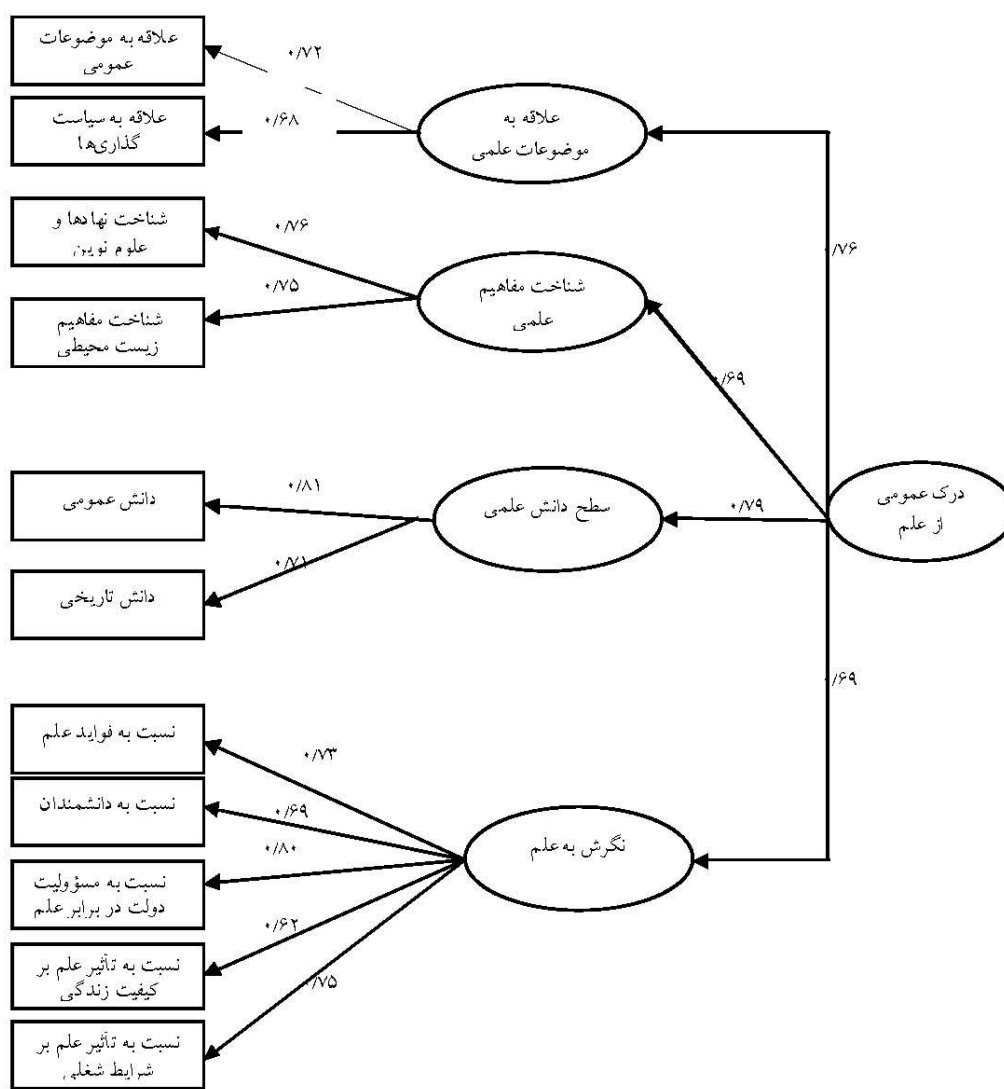 علاقه به موضوعات
عمومی
۰/۷۲
علاقه به سیاست
گذاری‌ها
۰/۶۸
علاقه به
موضوعات علمی
۰/۷۶
شناخت نهادها و
علوم نوین
۰/۷۶
شناخت مفاهیم
زیست محیطی
۰/۷۵
شناخت مفاهیم
علمی
۰/۶۹
درک عمومی
از علم
دانش عمومی
۰/۸۱
سطح دانش علمی
۰/۷۹
دانش تاریخی
۰/۷۱
۰/۶۹
نسبت به فواید علم
۰/۷۳
نسبت به دانشمندان
۰/۶۹
نگرش به علم
نسبت به مسؤولیت
دولت در برابر علم
۰/۸۰
نسبت به تأثیر علم بر
کیفیت زندگی
۰/۶۲
نسبت به تأثیر علم بر
شرایط شغلی
۰/۷۵